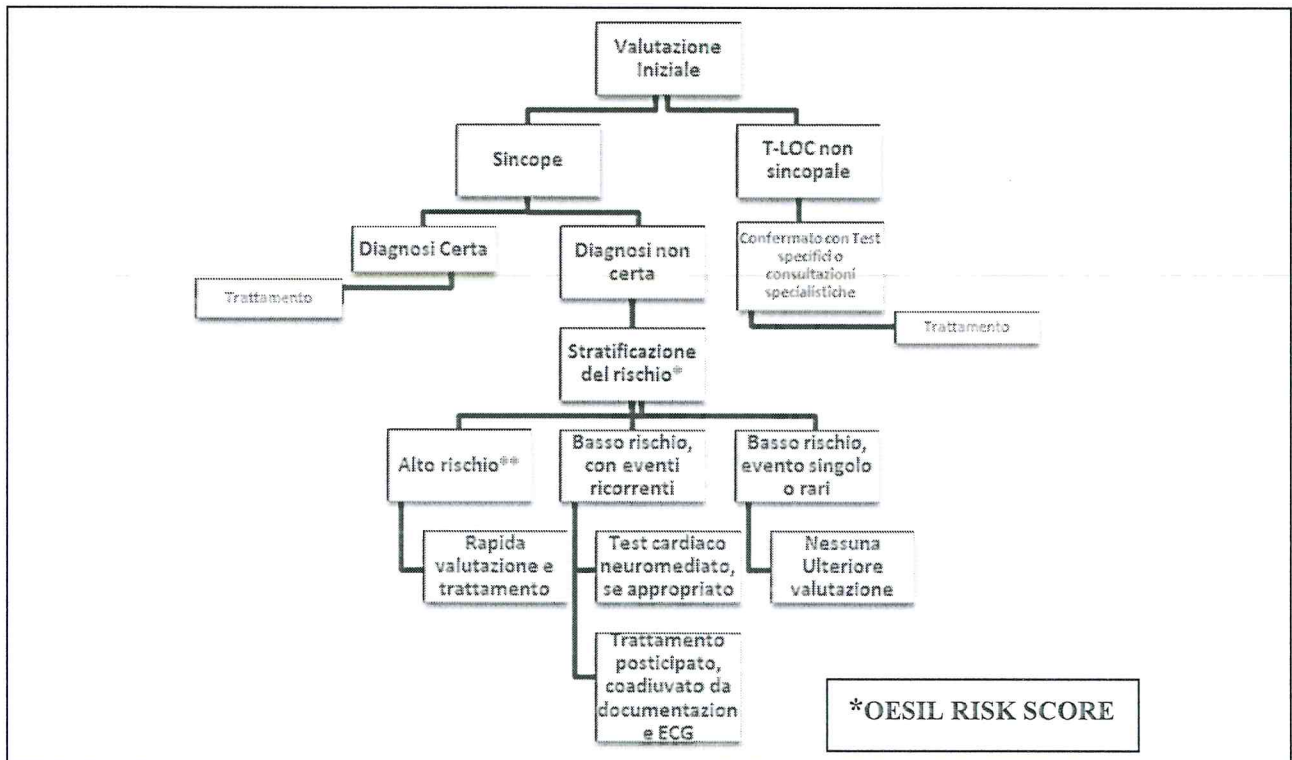 Valutazione
Iniziale
Sincope
T-LOC non
sincopale
Diagnosi Certa
Diagnosi non
certa
Confermato con Test
specifici o
consultazioni
specialistiche
Trattamento
Trattamento
Stratificazione
del rischio*
Alto rischio**
Basso rischio,
con eventi
ricorrenti
Basso rischio,
evento singolo
o rari
Rapida
valutazione e
trattamento
Test cardiaco
neuromediato,
se appropriato
Nessuna
Ulteriore
valutazione
Trattamento
posticipato,
coadiuvato da
documentazion
e ECG
*OESIL RISK SCORE